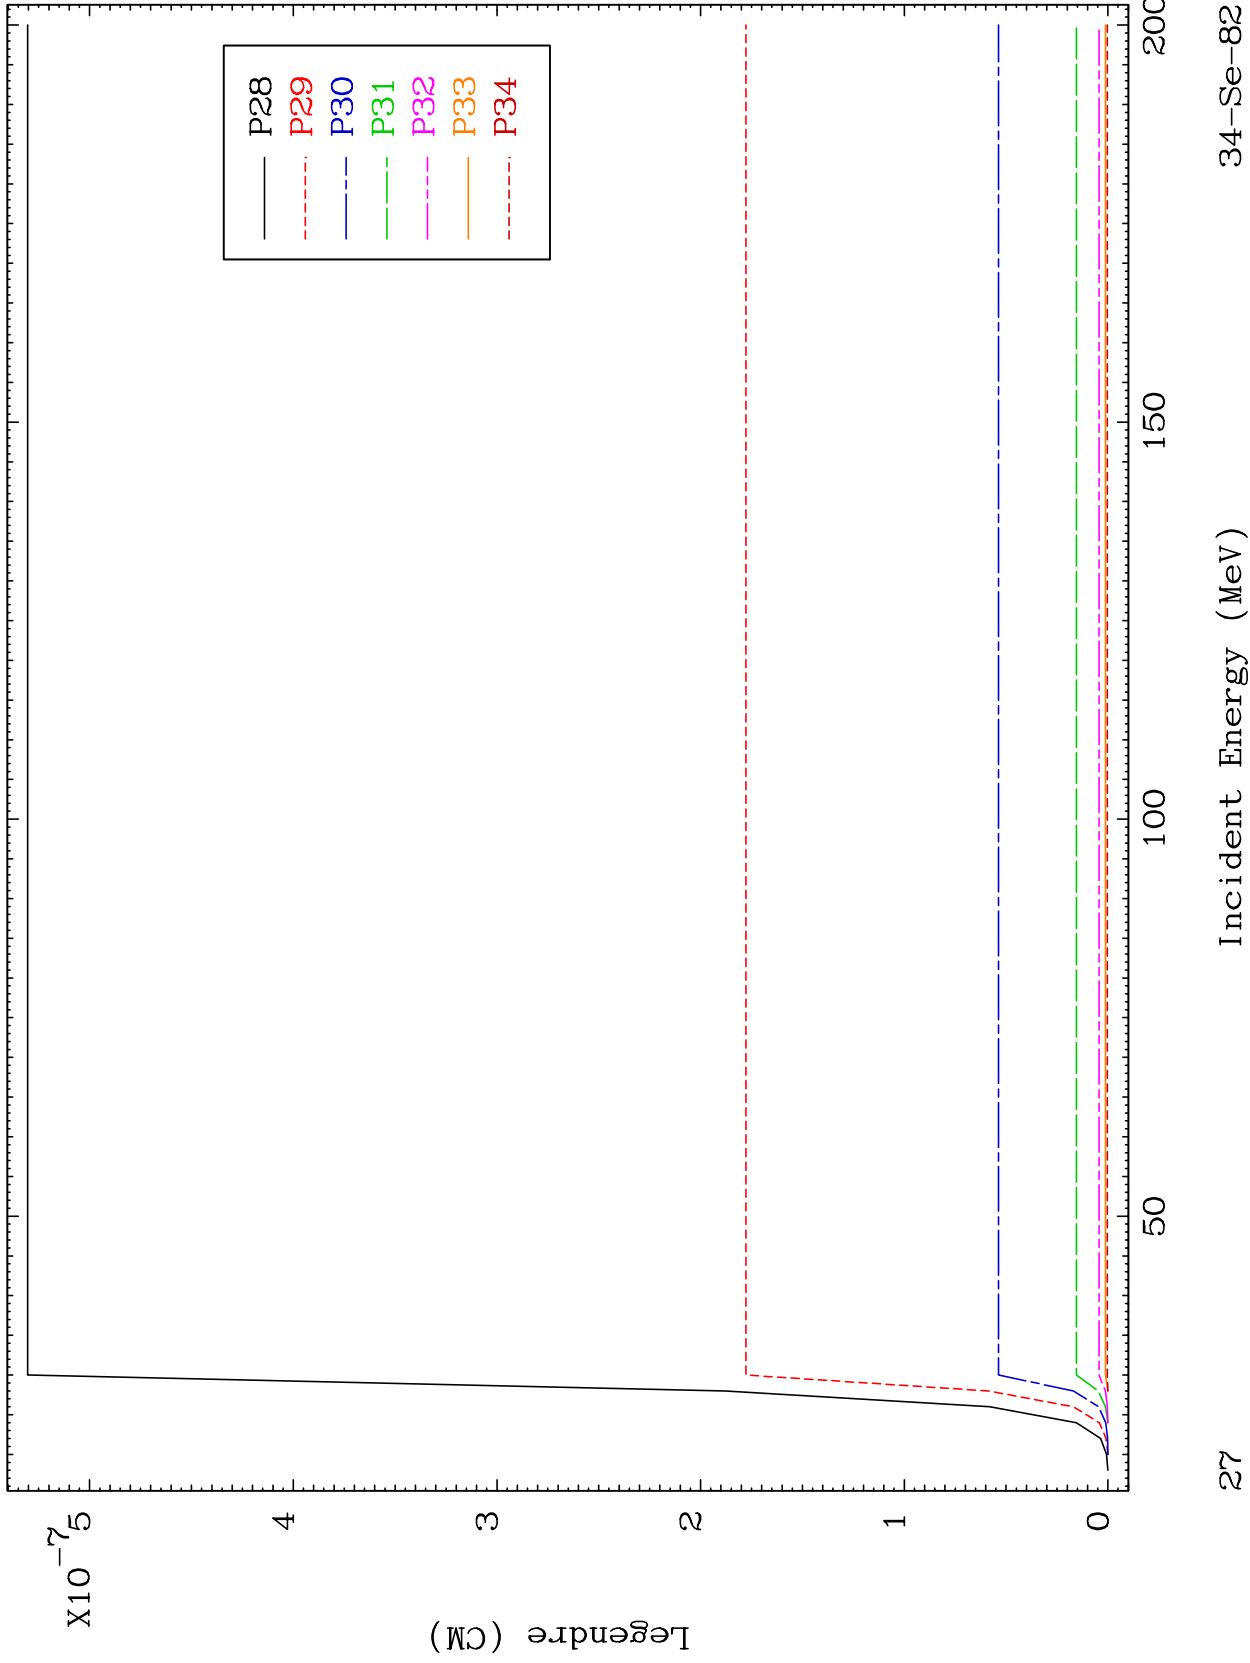 X10
-7
5
4
3
2
1
0
Legendre (CM)
P28
P29
P30
P31
P32
P33
P34
50
100
150
200
Incident Energy (MeV)
27
34-Se-82